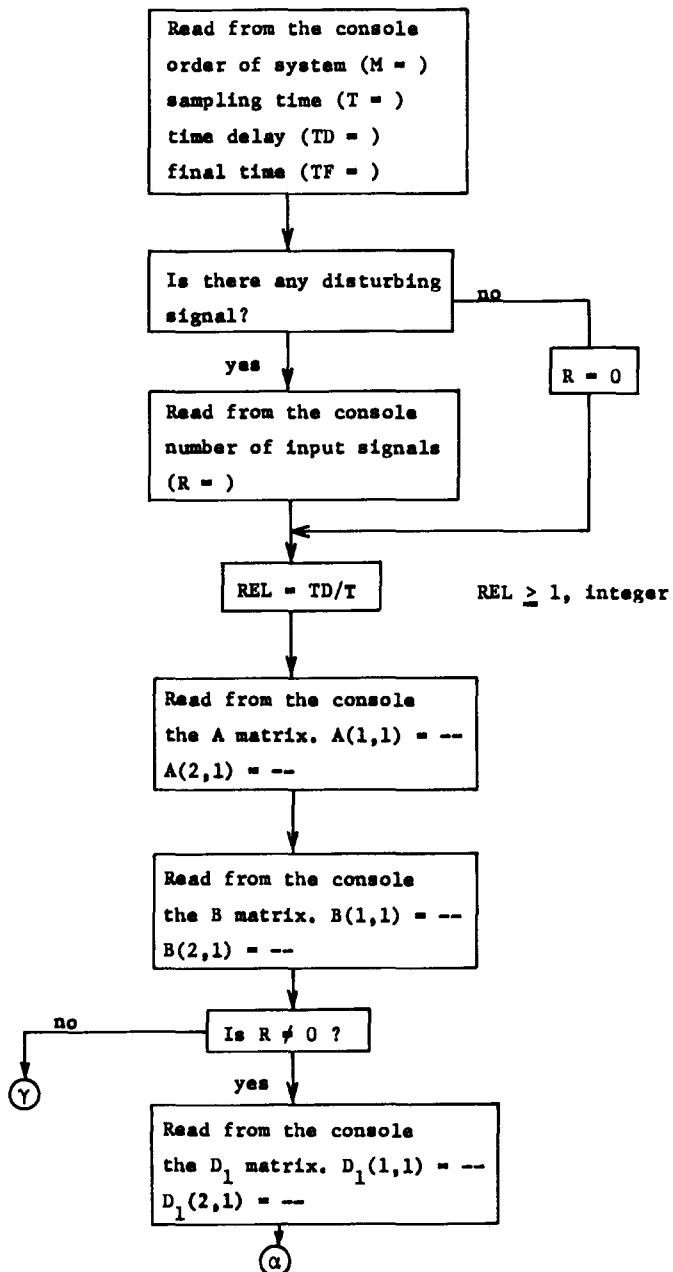 Read from the console
order of system (M = )
sampling time (T = )
time delay (TD = )
final time (TF = )
Is there any disturbing
signal?
no
yes
R = 0
Read from the console
number of input signals
(R = )
REL = TD/T
REL ≥ 1, integer
Read from the console
the A matrix. A(1,1) = --
A(2,1) = --
Read from the console
the B matrix. B(1,1) = --
B(2,1) = --
no
Is R ≠ 0 ?
γ
yes
Read from the console
the D₁ matrix. D₁(1,1) = --
D₁(2,1) = --
α